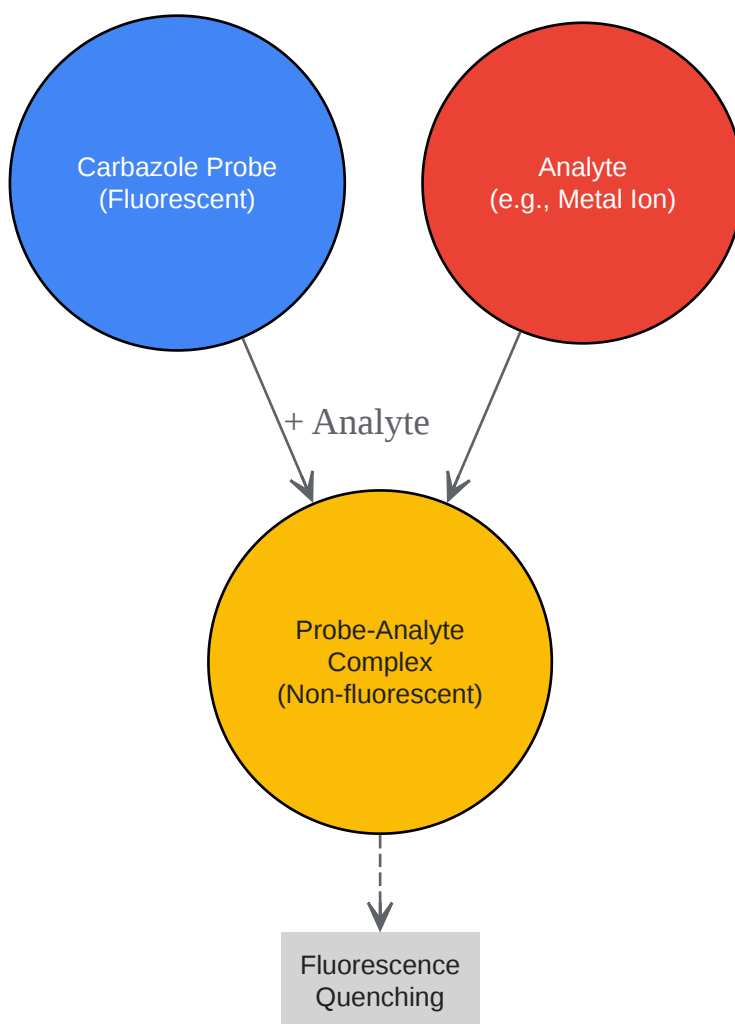 Carbazole Probe
(Fluorescent)
Analyte
(e.g., Metal Ion)
+ Analyte
Probe-Analyte
Complex
(Non-fluorescent)
Fluorescence
Quenching